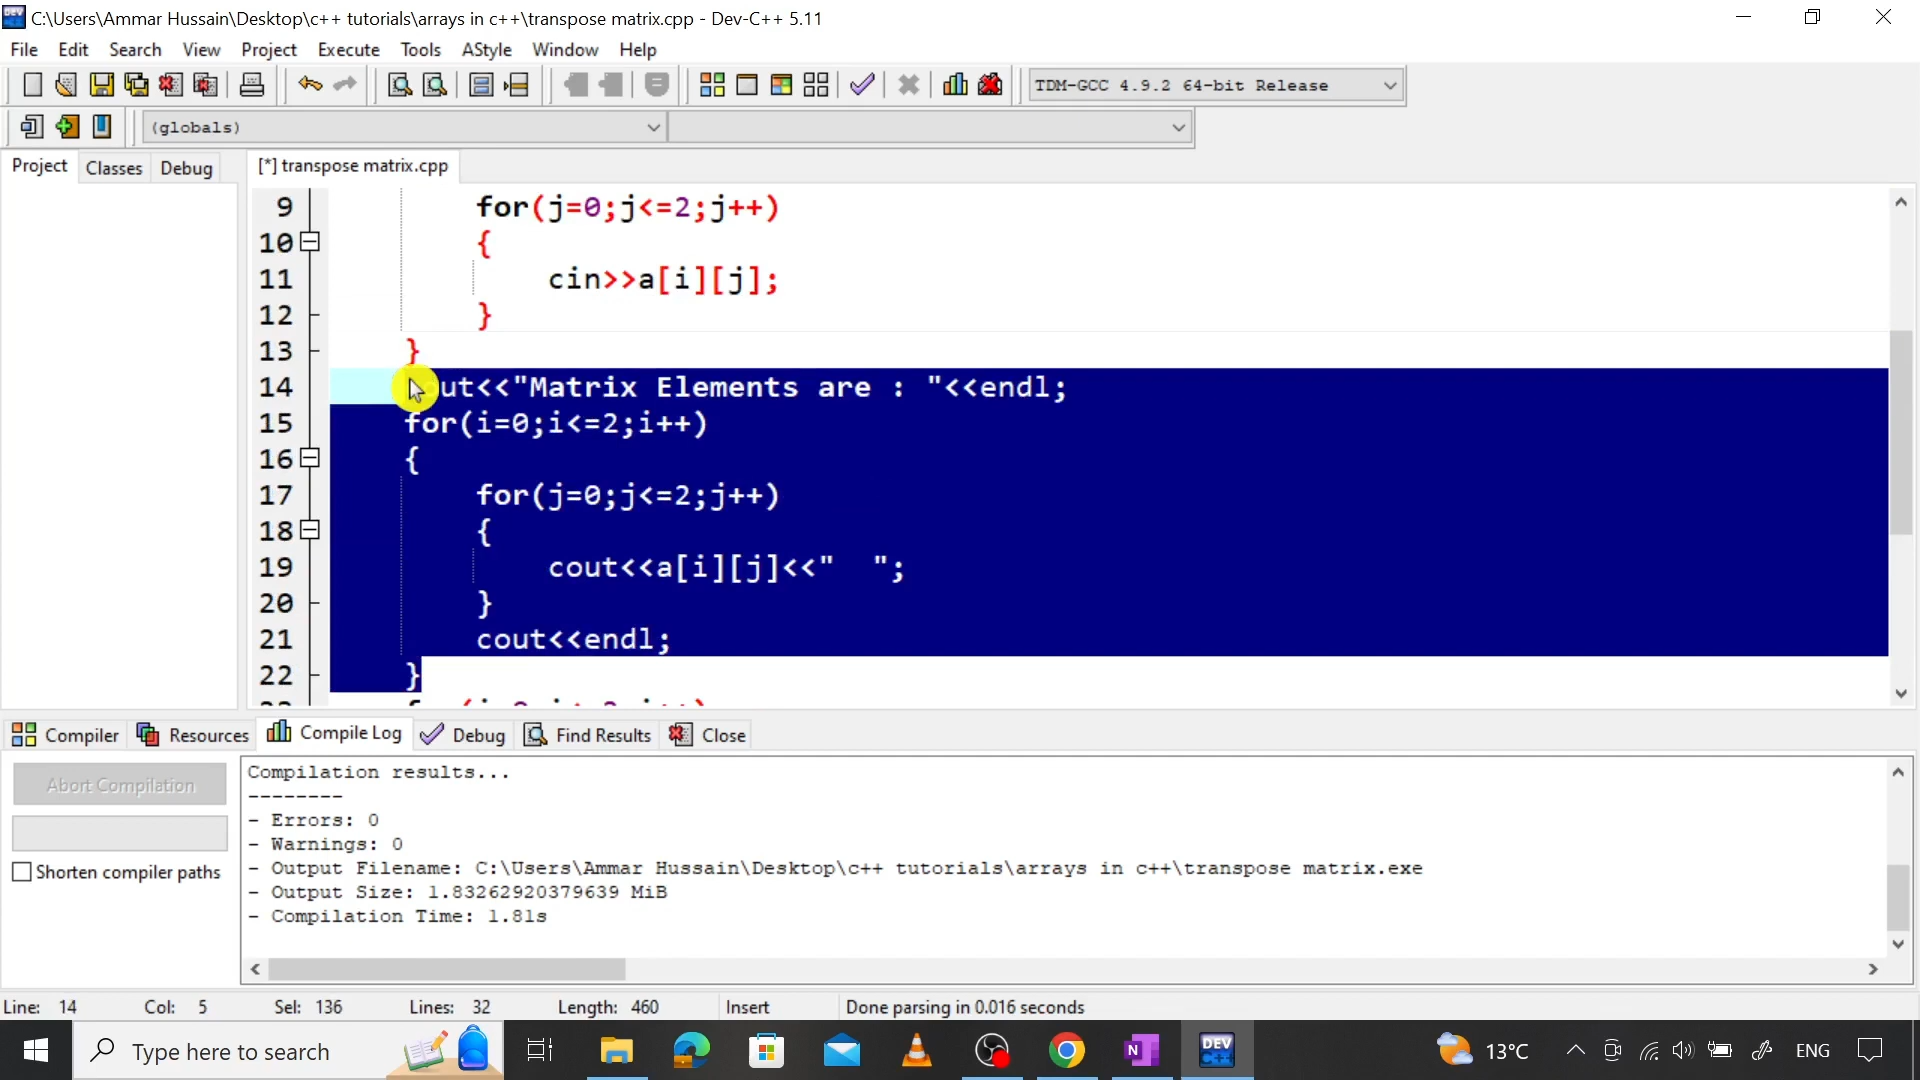 C:\Users\Ammar Hussain\Desktop\c++ tutorials\arrays in c++\transpose matrix.cpp - Dev-C++ 5.11
File Edit Search View Project Execute Tools AStyle Window Help
TDM-GCC 4.9.2 64-bit Release
(globals)
Project Classes Debug [*] transpose matrix.cpp
9 for(j=0;j<=2;j++)
10 {
11 cin>>a[i][j];
12 }
13 }
14 cout<<"Matrix Elements are : "<<endl;
15 for(i=0;i<=2;i++)
16 {
17 for(j=0;j<=2;j++)
18 {
19 cout<<a[i][j]<<"  ";
20 }
21 cout<<endl;
22 }
Compiler Resources Compile Log Debug Find Results Close
Abort Compilation
Shorten compiler paths
Compilation results...
--------
- Errors: 0
- Warnings: 0
- Output Filename: C:\Users\Ammar Hussain\Desktop\c++ tutorials\arrays in c++\transpose matrix.exe
- Output Size: 1.83262920379639 MiB
- Compilation Time: 1.81s
Line: 14 Col: 5 Sel: 136 Lines: 32 Length: 460 Insert Done parsing in 0.016 seconds
Type here to search
N
DEV C++
13°C
ENG